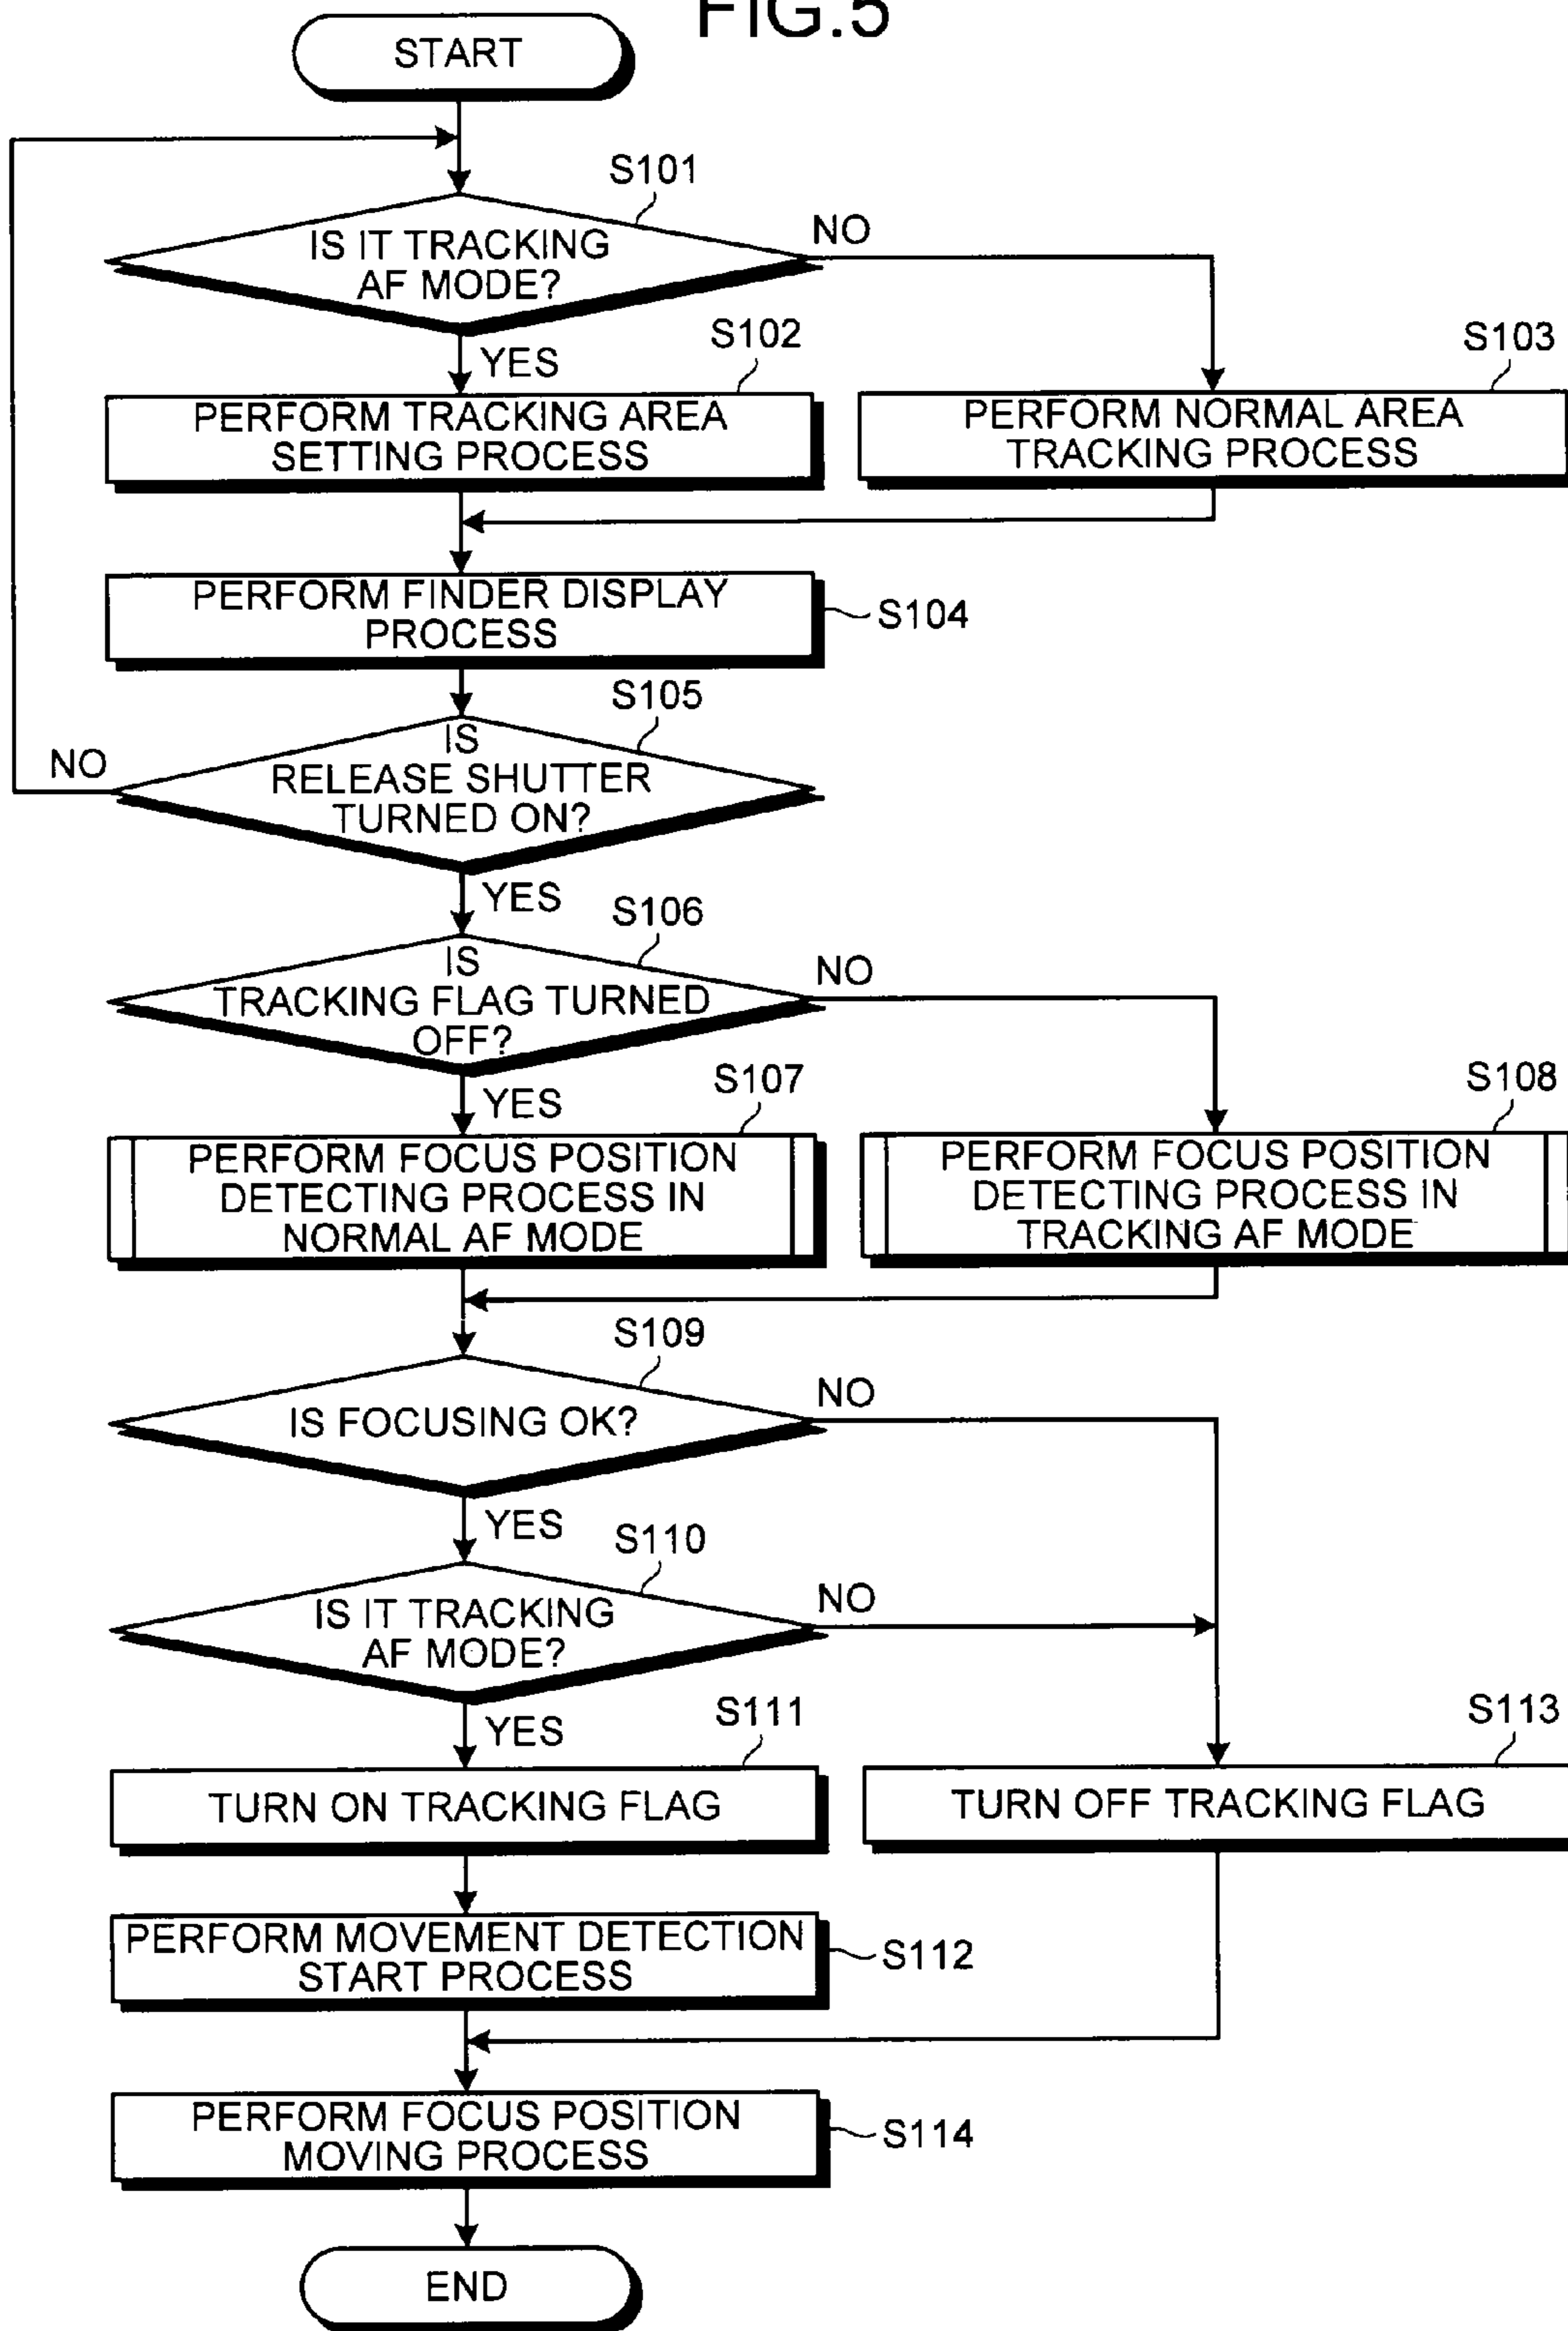 FIG.5
START
S101
IS IT TRACKING
AF MODE?
NO
YES
S102
PERFORM TRACKING AREA
SETTING PROCESS
S103
PERFORM NORMAL AREA
TRACKING PROCESS
PERFORM FINDER DISPLAY
PROCESS
S104
S105
IS
RELEASE SHUTTER
TURNED ON?
NO
YES
S106
IS
TRACKING FLAG TURNED
OFF?
NO
YES
S107
PERFORM FOCUS POSITION
DETECTING PROCESS IN
NORMAL AF MODE
S108
PERFORM FOCUS POSITION
DETECTING PROCESS IN
TRACKING AF MODE
S109
IS FOCUSING OK?
NO
YES
S110
IS IT TRACKING
AF MODE?
NO
YES
S111
TURN ON TRACKING FLAG
S113
TURN OFF TRACKING FLAG
PERFORM MOVEMENT DETECTION
START PROCESS
S112
PERFORM FOCUS POSITION
MOVING PROCESS
S114
END